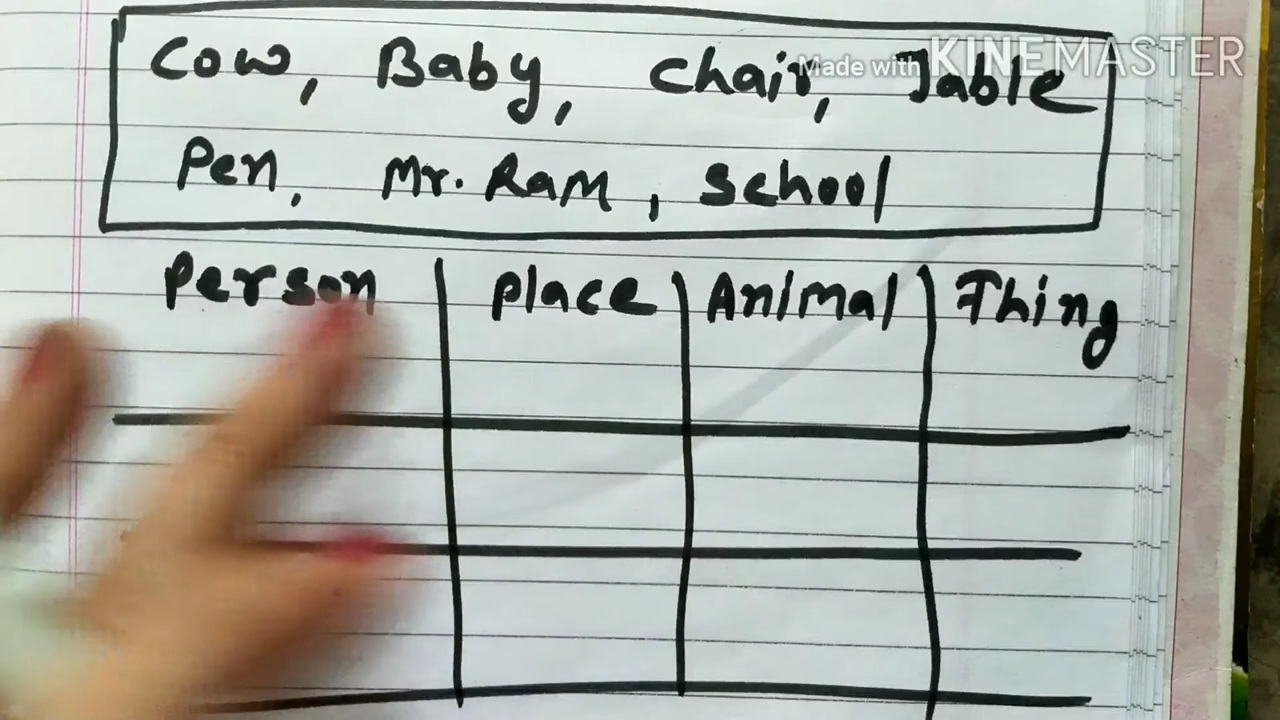 Cow, Baby, Chair, Table
Made with KINEMASTER
Pen, Mr. Ram, School
Person place Animal Thing